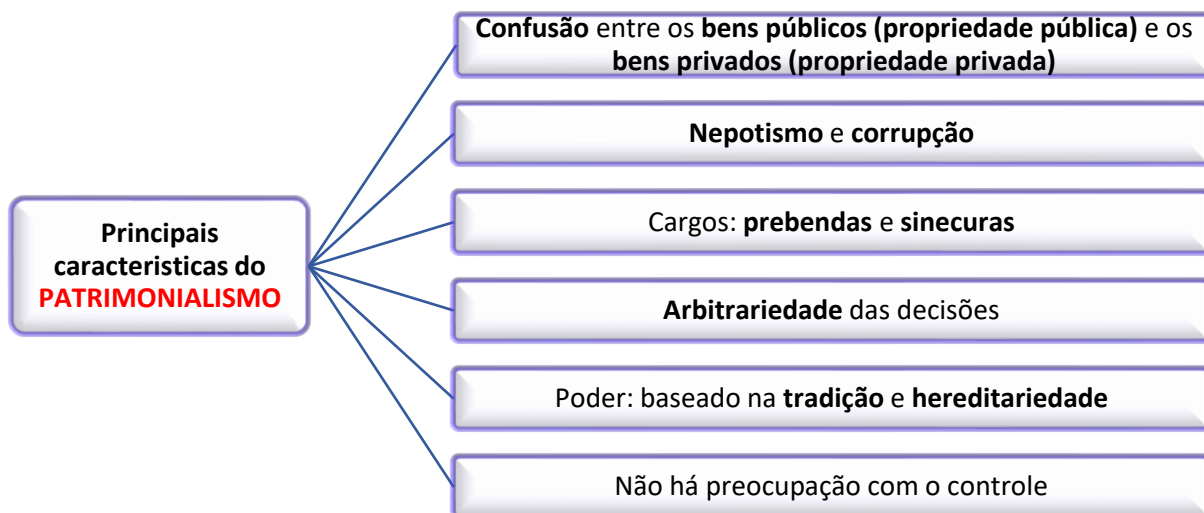 Confusão entre os bens públicos (propriedade pública) e os
bens privados (propriedade privada)
Nepotismo e corrupção
Principais
caracteristicas do
PATRIMONIALISMO
Cargos: prebendas e sinecuras
Arbitrariedade das decisões
Poder: baseado na tradição e hereditariedade
Não há preocupação com o controle